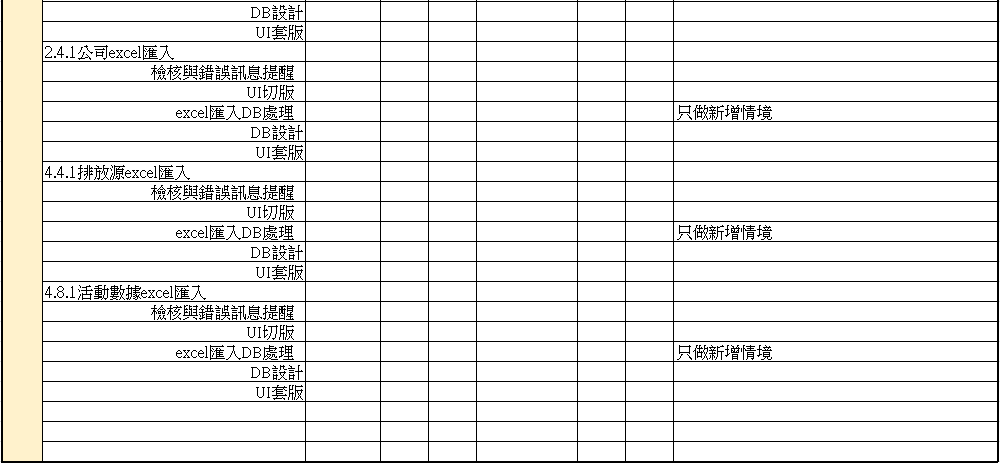 DB設計
UI套版
2.4.1公司excel匯入
檢核與錯誤訊息提醒
UI切版
excel匯入DB處理 只做新增情境
DB設計
UI套版
4.4.1排放源excel匯入
檢核與錯誤訊息提醒
UI切版
excel匯入DB處理 只做新增情境
DB設計
UI套版
4.8.1活動數據excel匯入
檢核與錯誤訊息提醒
UI切版
excel匯入DB處理 只做新增情境
DB設計
UI套版